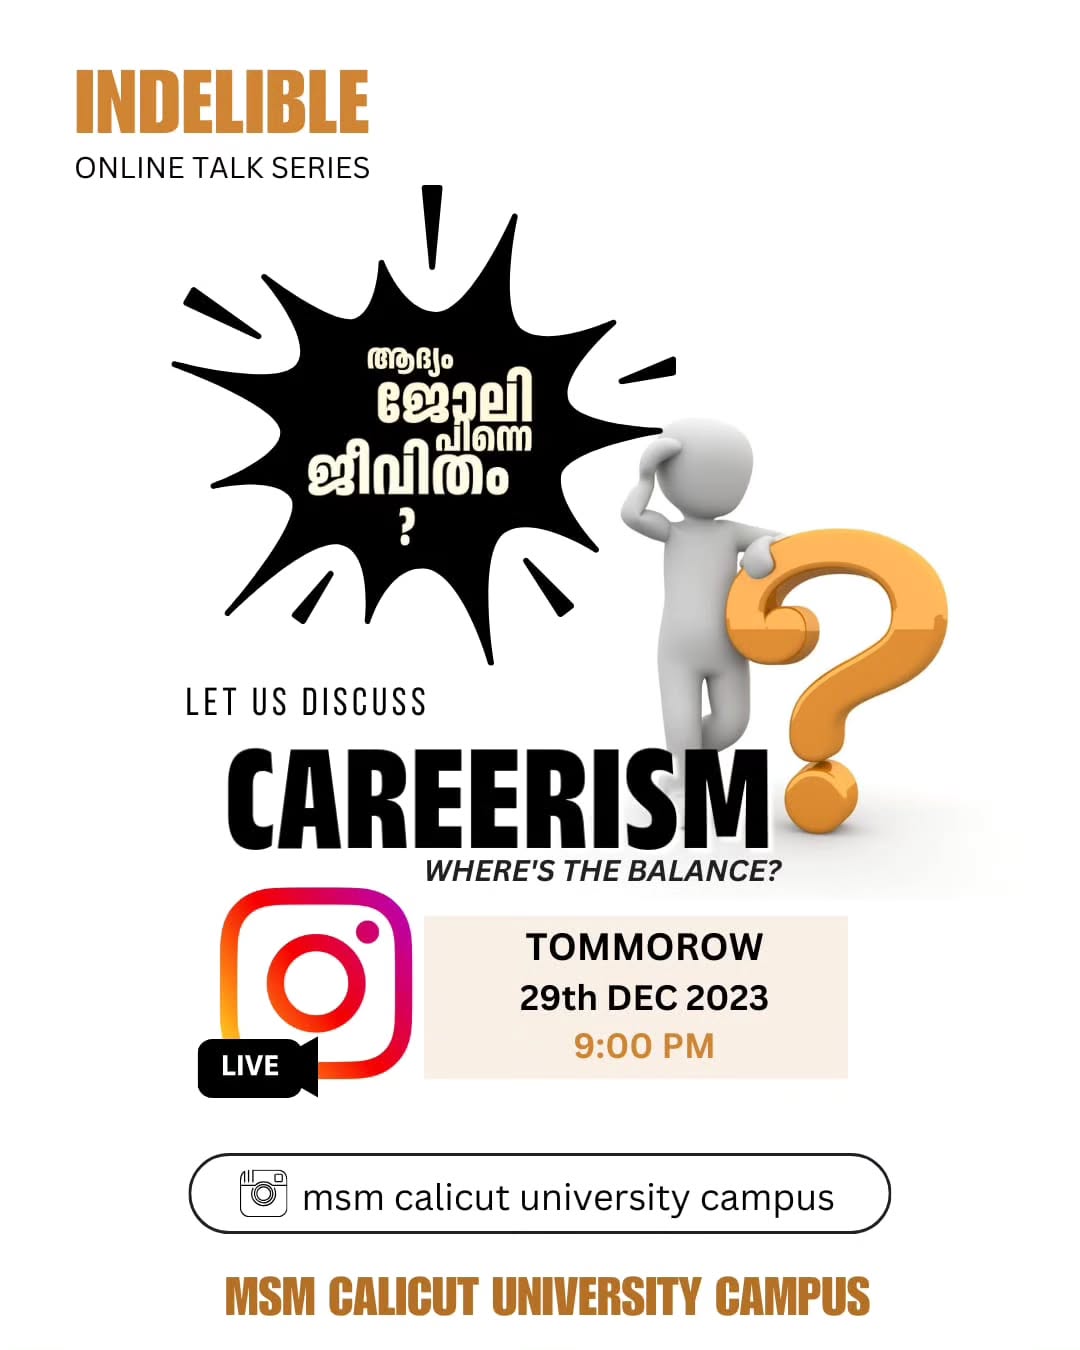 INDELIBLE
ONLINE TALK SERIES
ആദ്യം
ജോലി
പിന്നെ
ജീവിതം
?
LET US DISCUSS
CAREERISM
WHERE'S THE BALANCE?
TOMMOROW
29th DEC 2023
9:00 PM
LIVE
msm calicut university campus
MSM CALICUT UNIVERSITY CAMPUS